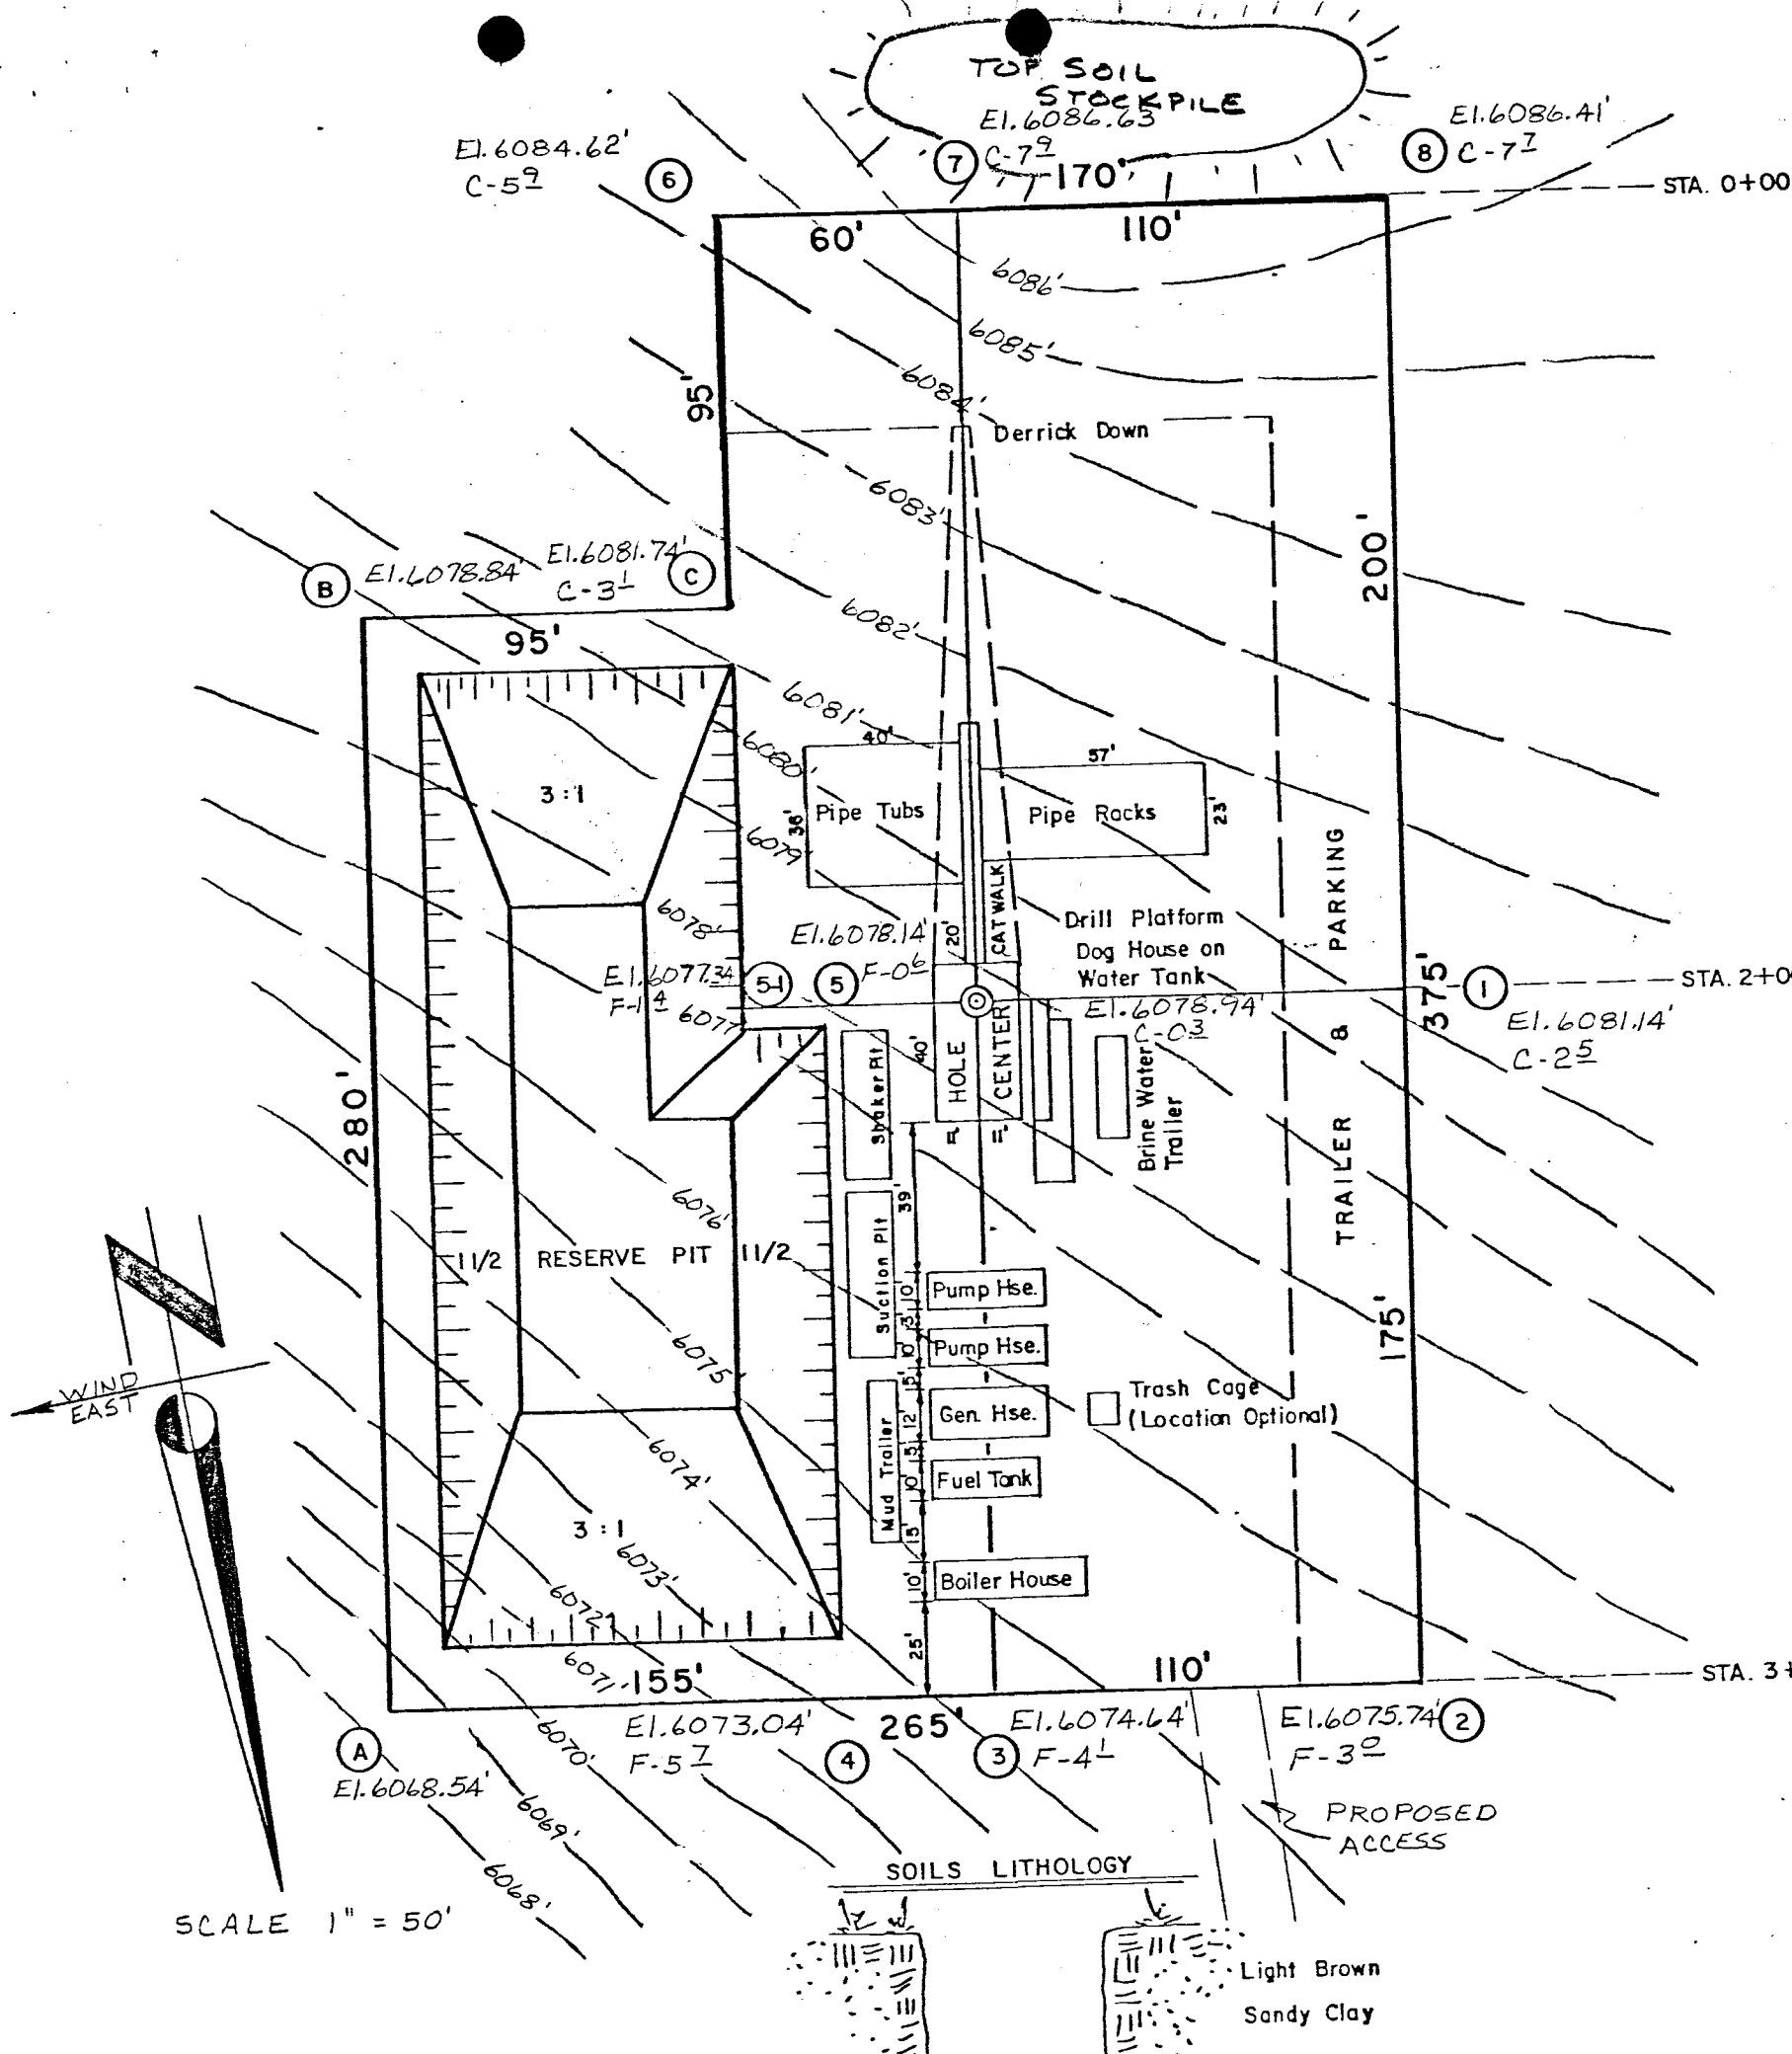 TOP SOIL
STOCKPILE
El.6084.62'
C-5⁹
6
El.6086.63'
C-7⁹
7
El.6086.41'
8 C-7⁷
170'
STA. 0+00
60'
110'
6086'
6085'
6084'
95'
Derrick Down
6083'
200'
B
El.6078.84'
El.6081.74'
C-3¹
C
95'
6082'
6081'
6080'
6079'
40'
57'
3:1
Pipe Tubs
36'
Pipe Racks
23'
CATWALK
20'
6078'
El.6078.14'
F-0⁶
Drill Platform
Dog House on
Water Tank
PARKING
&
TRAILER
El.6077.34
F-1⁴
6077'
5-1
5
El.6078.94'
C-0³
375'
STA. 2+0
1
El.6081.14'
C-2⁵
280'
Shaker Pit
40'
HOLE
CENTER
Brine Water
Trailer
39'
6076'
11/2
RESERVE PIT
11/2
Suction Pit
10'
Pump Hse.
15'
10'
Pump Hse.
175'
6075'
15'
WIND
EAST
Mud Trailer
12'
Gen. Hse.
Trash Cage
(Location Optional)
15'
10'
Fuel Tank
6074'
15'
3:1
6073'
10'
Boiler House
6072'
25'
6071'
155'
110'
STA. 3+
265'
6070'
El.6073.04'
F-5⁷
4
3
El.6074.64'
F-4¹
El.6075.74'
F-3⁰
2
A
El.6068.54'
6069'
6068'
PROPOSED
ACCESS
SOILS LITHOLOGY
SCALE 1" = 50'
Light Brown
Sandy Clay